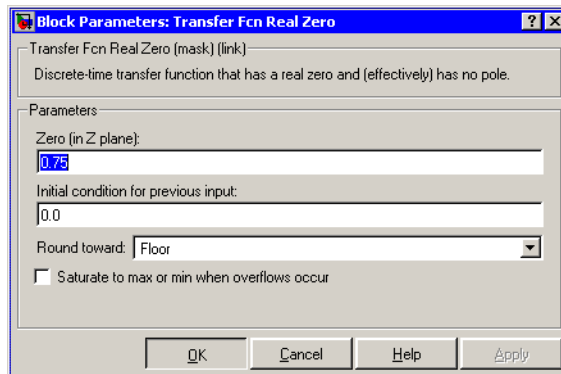 Block Parameters: Transfer Fcn Real Zero
Transfer Fcn Real Zero (mask) (link)
Discrete-time transfer function that has a real zero and (effectively) has no pole.
Parameters
Zero (in Z plane):
0.75
Initial condition for previous input:
0.0
Round toward: Floor
Saturate to max or min when overflows occur
OK Cancel Help Apply